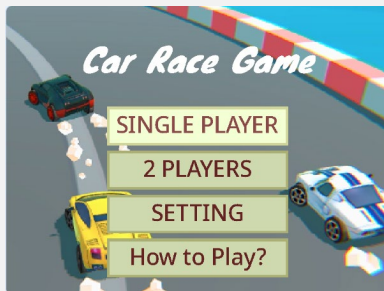 Car Race Game
SINGLE PLAYER
2 PLAYERS
SETTING
How to Play?